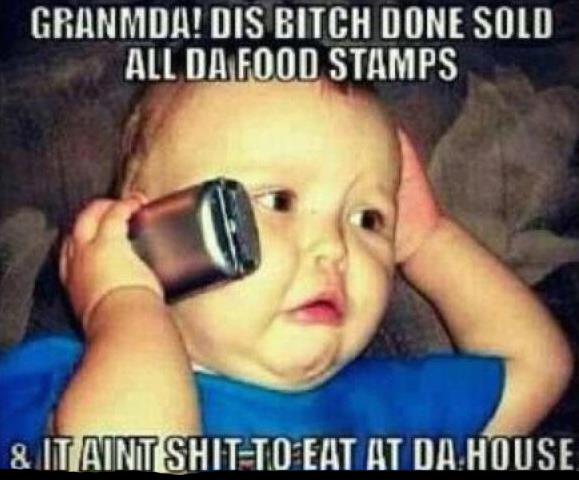 GRANMDA! DIS BITCH DONE SOLD
ALL DA FOOD STAMPS
& IT AINT SHIT TO EAT AT DA HOUSE